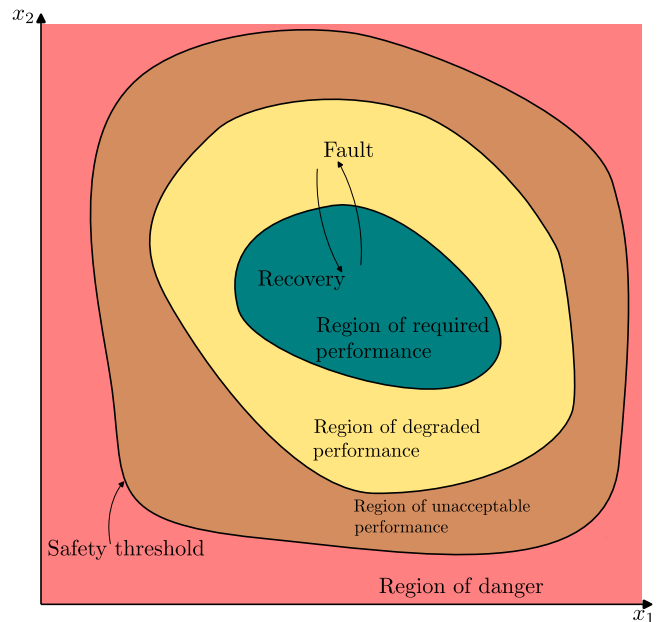 x₂
Fault
Recovery
Region of required
performance
Region of degraded
performance
Region of unacceptable
performance
Safety threshold
Region of danger
x₁